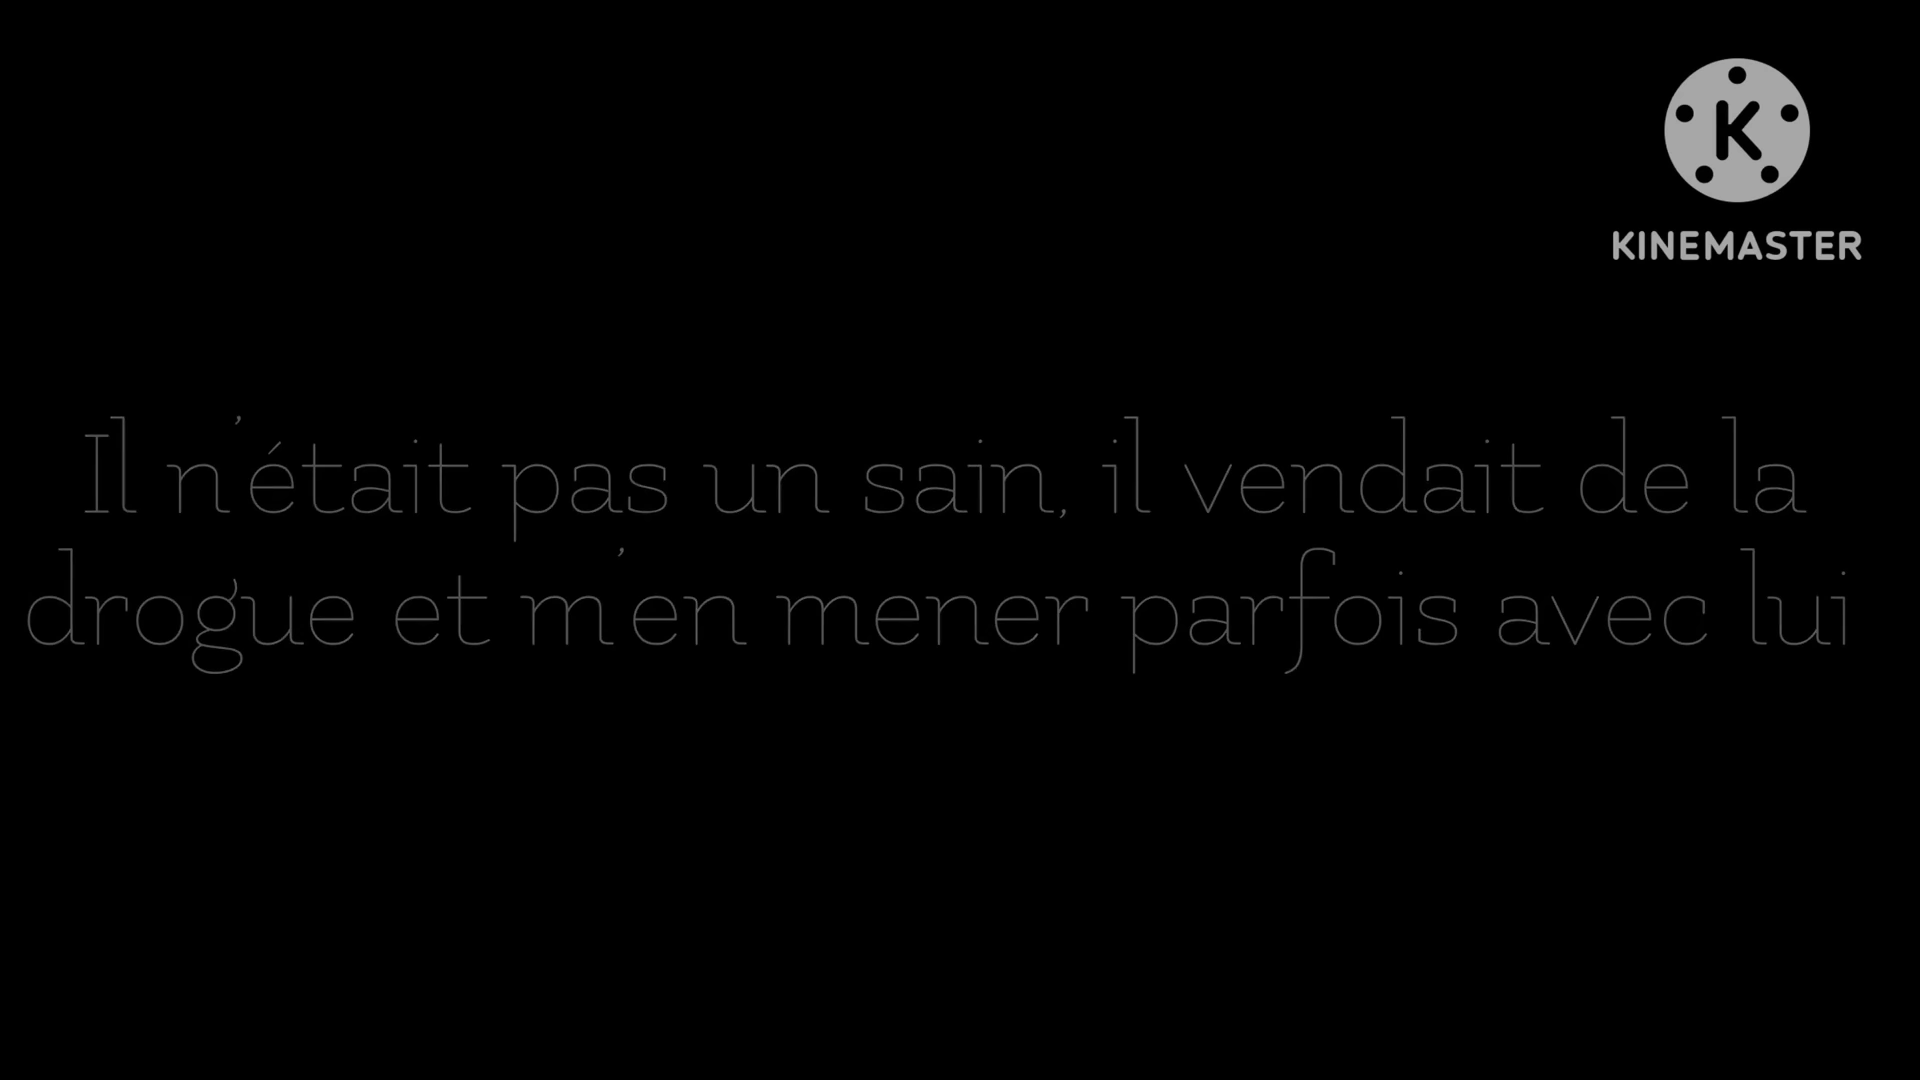 K
KINEMASTER
Il n'était pas un sain, il vendait de la
drogue et m'en mener parfois avec lui